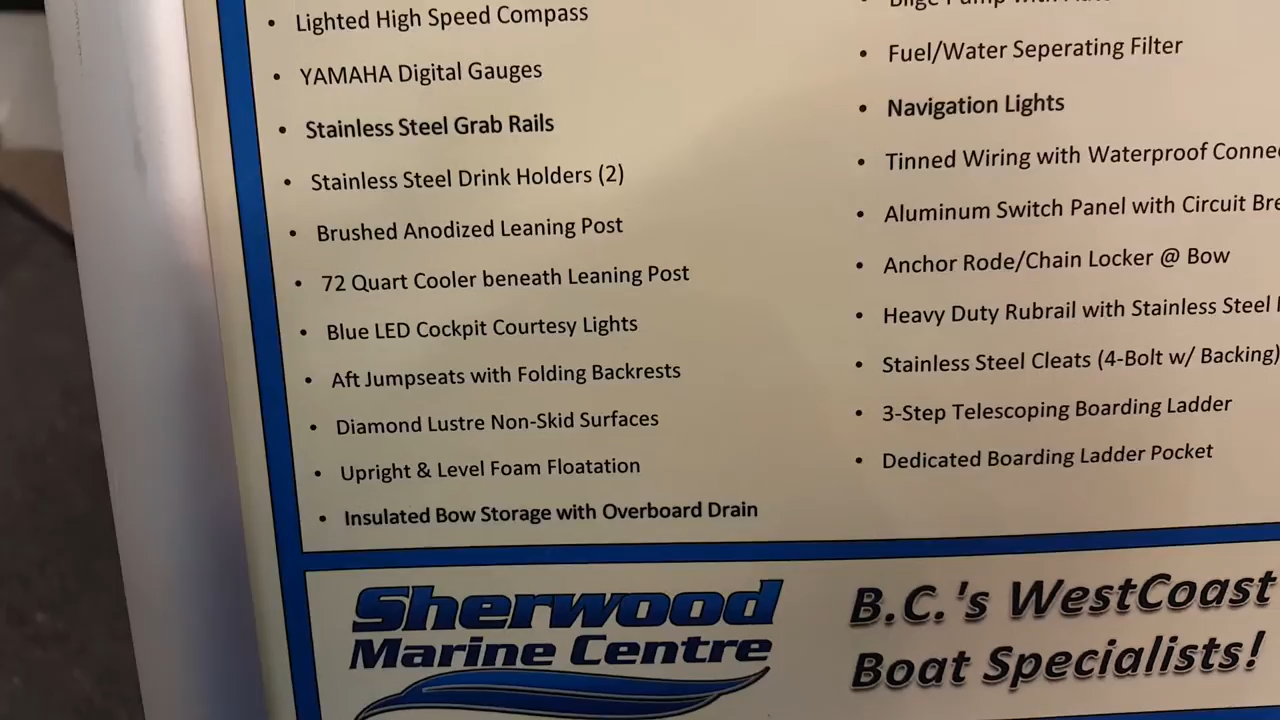 Lighted High Speed Compass
YAMAHA Digital Gauges
Stainless Steel Grab Rails
Stainless Steel Drink Holders (2)
Brushed Anodized Leaning Post
72 Quart Cooler beneath Leaning Post
Blue LED Cockpit Courtesy Lights
Aft Jumpseats with Folding Backrests
Diamond Lustre Non-Skid Surfaces
Upright & Level Foam Floatation
Insulated Bow Storage with Overboard Drain
Fuel/Water Seperating Filter
Navigation Lights
Tinned Wiring with Waterproof
Aluminum Switch Panel with Circuit
Anchor Rode/Chain Locker @ Bow
Heavy Duty Rubrail with Stainless Steel
Stainless Steel Cleats (4-Bolt w/ Backing)
3-Step Telescoping Boarding Ladder
Dedicated Boarding Ladder Pocket
Sherwood
Marine Centre
B.C.'s WestCoast
Boat Specialists!